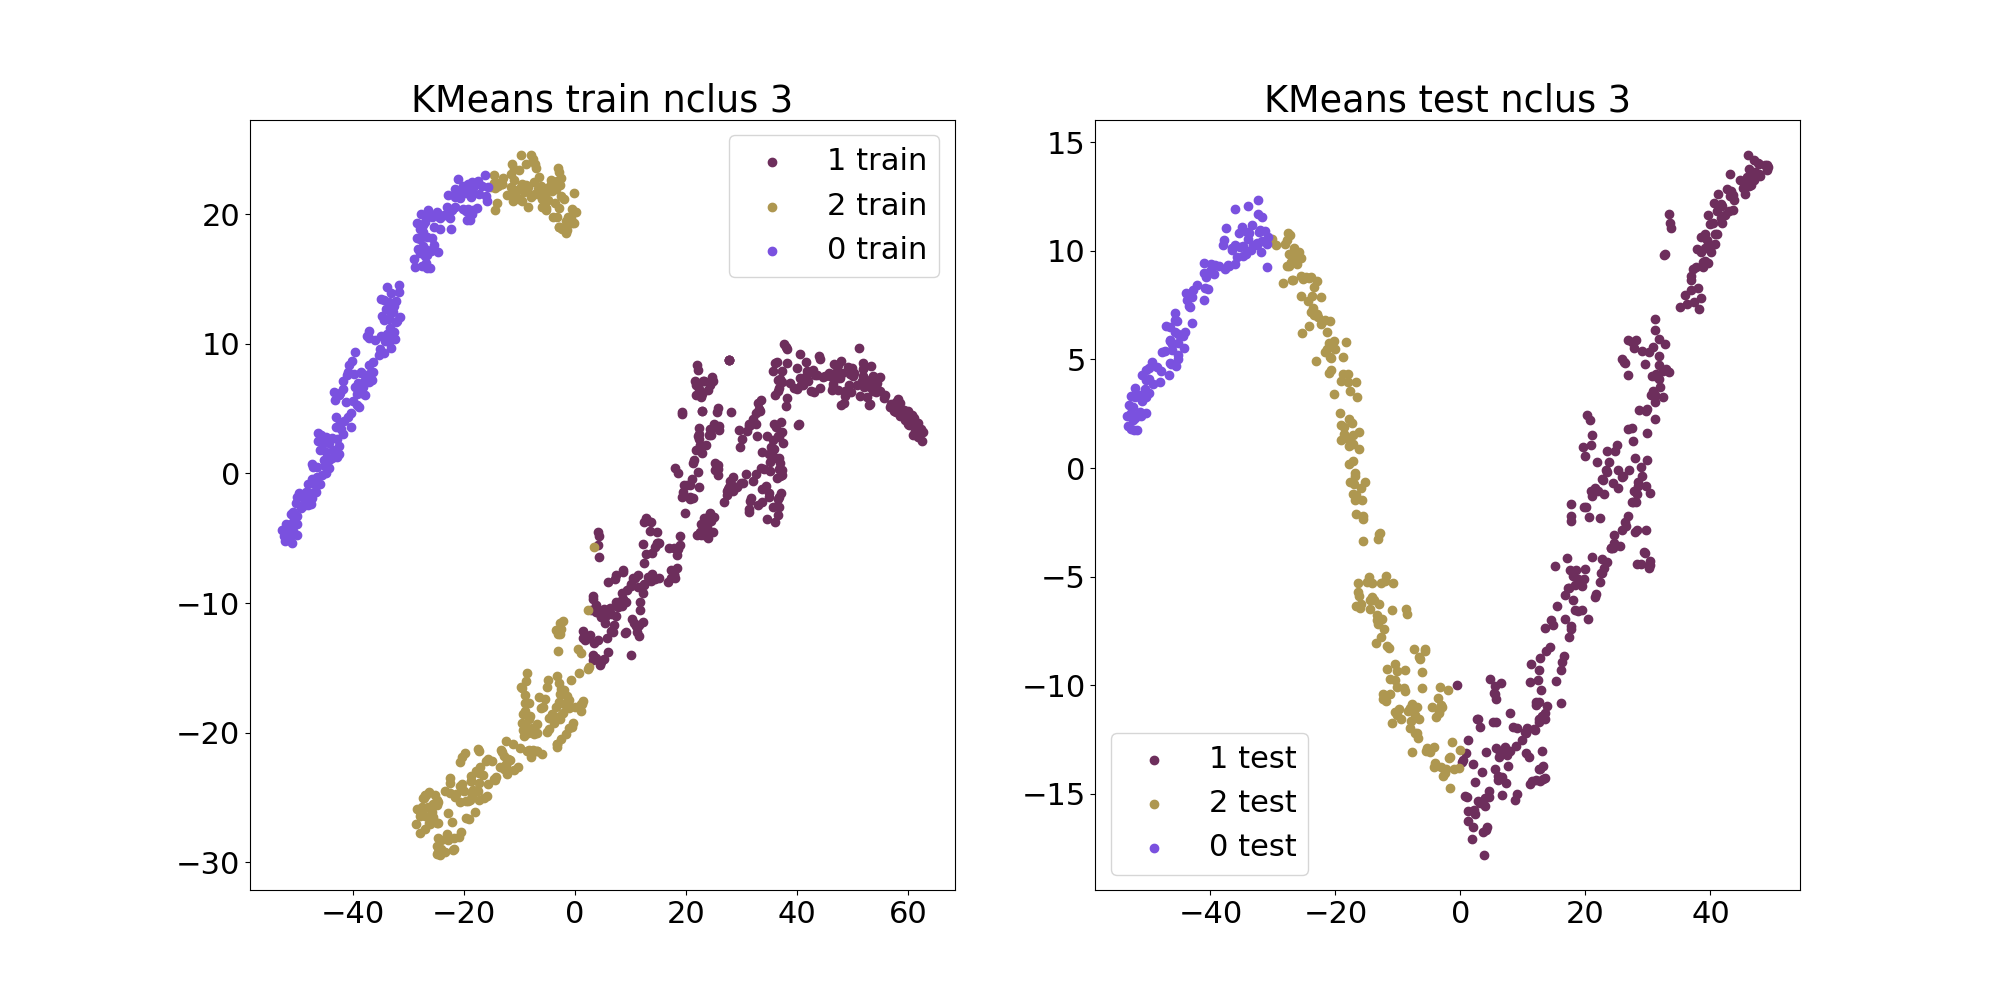 KMeans train nclus 3
1 train
2 train
0 train
20
10
0
−10
−20
−30
−40 −20 0 20 40 60
KMeans test nclus 3
15
10
5
0
−5
−10
−15
1 test
2 test
0 test
−40 −20 0 20 40